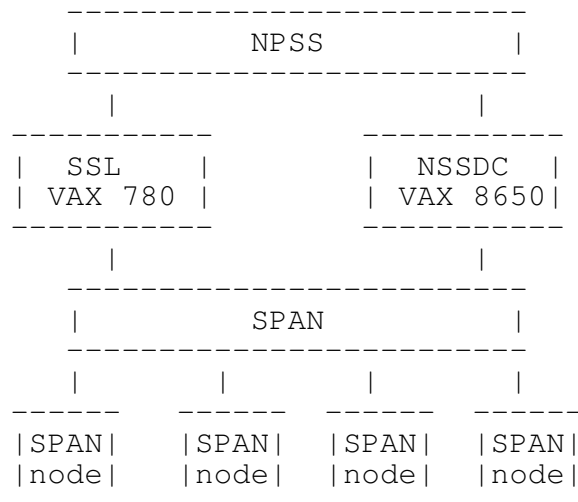 NPSS
SSL NSSDC
VAX 780 VAX 8650
SPAN
SPAN SPAN SPAN SPAN
node node node node